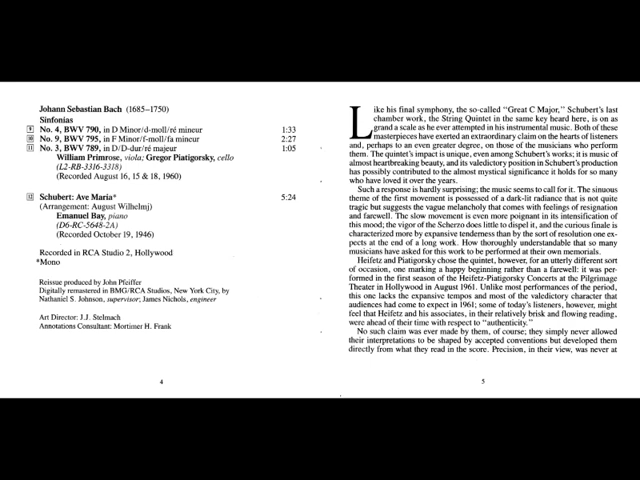 Johann Sebastian Bach (1685–1750)
Sinfonias
9 No. 4, BWV 790, in D Minor/d-moll/ré mineur 1:33
10 No. 9, BWV 795, in F Minor/f-moll/fa mineur 2:27
11 No. 3, BWV 789, in D/D-dur/ré majeur 1:05
William Primrose, viola; Gregor Piatigorsky, cello
(L2-RB-3316-3318)
(Recorded August 16, 15 & 18, 1960)
12 Schubert: Ave Maria* 5:24
(Arrangement: August Wilhelmj)
Emanuel Bay, piano
(D6-RC-5648-2A)
(Recorded October 19, 1946)
Recorded in RCA Studio 2, Hollywood
*Mono
Reissue produced by John Pfeiffer
Digitally remastered in BMG/RCA Studios, New York City, by
Nathaniel S. Johnson, supervisor; James Nichols, engineer
Art Director: J.J. Stelmach
Annotations Consultant: Mortimer H. Frank
4
Like his final symphony, the so-called “Great C Major,” Schubert's last
chamber work, the String Quintet in the same key heard here, is on as
grand a scale as he ever attempted in his instrumental music. Both of these
masterpieces have exerted an extraordinary claim on the hearts of listeners
and, perhaps to an even greater degree, on those of the musicians who perform
them. The quintet's impact is unique, even among Schubert's works; it is music of
almost heartbreaking beauty, and its valedictory position in Schubert's production
has possibly contributed to the almost mystical significance it holds for so many
who have loved it over the years.
Such a response is hardly surprising; the music seems to call for it. The sinuous
theme of the first movement is possessed of a dark-lit radiance that is not quite
tragic but suggests the vague melancholy that comes with feelings of resignation
and farewell. The slow movement is even more poignant in its intensification of
this mood; the vigor of the Scherzo does little to dispel it, and the curious finale is
characterized more by expansive tenderness than by the sort of resolution one ex-
pects at the end of a long work. How thoroughly understandable that so many
musicians have asked for this work to be performed at their own memorials.
Heifetz and Piatigorsky chose the quintet, however, for an utterly different sort
of occasion, one marking a happy beginning rather than a farewell: it was per-
formed in the first season of the Heifetz-Piatigorsky Concerts at the Pilgrimage
Theater in Hollywood in August 1961. Unlike most performances of the period,
this one lacks the expansive tempos and most of the valedictory character that
audiences had come to expect in 1961; some of today's listeners, however, might
feel that Heifetz and his associates, in their relatively brisk and flowing reading,
were ahead of their time with respect to “authenticity.”
No such claim was ever made by them, of course; they simply never allowed
their interpretations to be shaped by accepted conventions but developed them
directly from what they read in the score. Precision, in their view, was never at
5